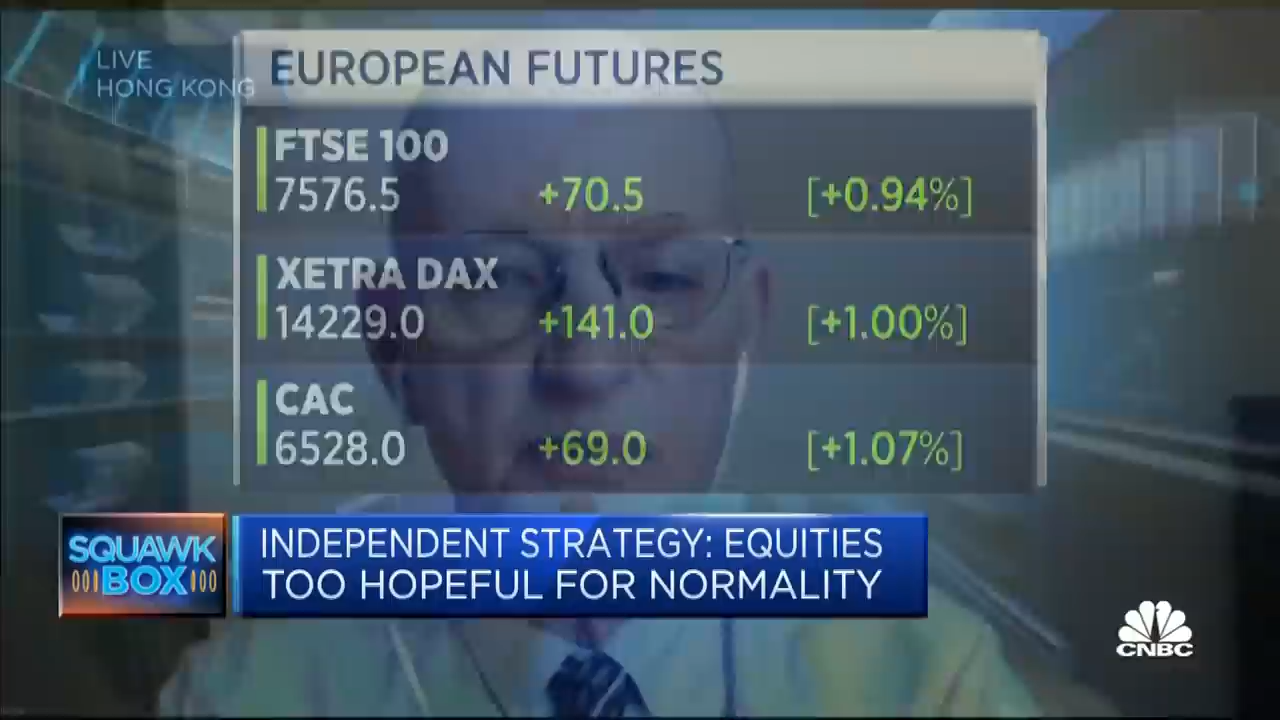 LIVE
HONG KONG
EUROPEAN FUTURES
FTSE 100
7576.5 +70.5 [+0.94%]
XETRA DAX
14229.0 +141.0 [+1.00%]
CAC
6528.0 +69.0 [+1.07%]
SQUAWK
BOX
INDEPENDENT STRATEGY: EQUITIES
TOO HOPEFUL FOR NORMALITY
CNBC